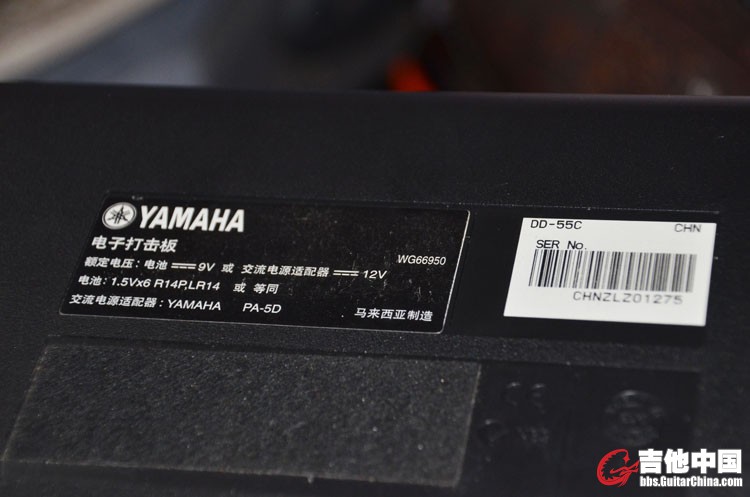 YAMAHA
电子打击板
WG66950
额定电压：电池 ⎓ 9V 或 交流电源适配器 ⎓ 12V
电池：1.5Vx6 R14P,LR14 或 等同
交流电源适配器：YAMAHA PA-5D
马来西亚制造
DD-55C CHN
SER No.
CHNZLZ01275
吉他中国
bbs.GuitarChina.com